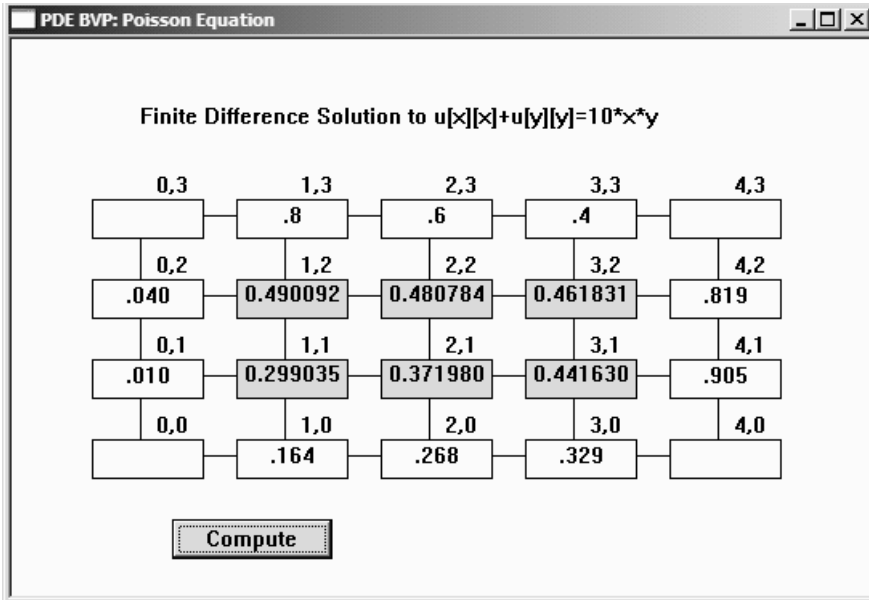 PDE BVP: Poisson Equation
Finite Difference Solution to u[x][x]+u[y][y]=10*x*y
0,3 1,3 2,3 3,3 4,3
.8 .6 .4
0,2 1,2 2,2 3,2 4,2
.040 0.490092 0.480784 0.461831 .819
0,1 1,1 2,1 3,1 4,1
.010 0.299035 0.371980 0.441630 .905
0,0 1,0 2,0 3,0 4,0
.164 .268 .329
Compute